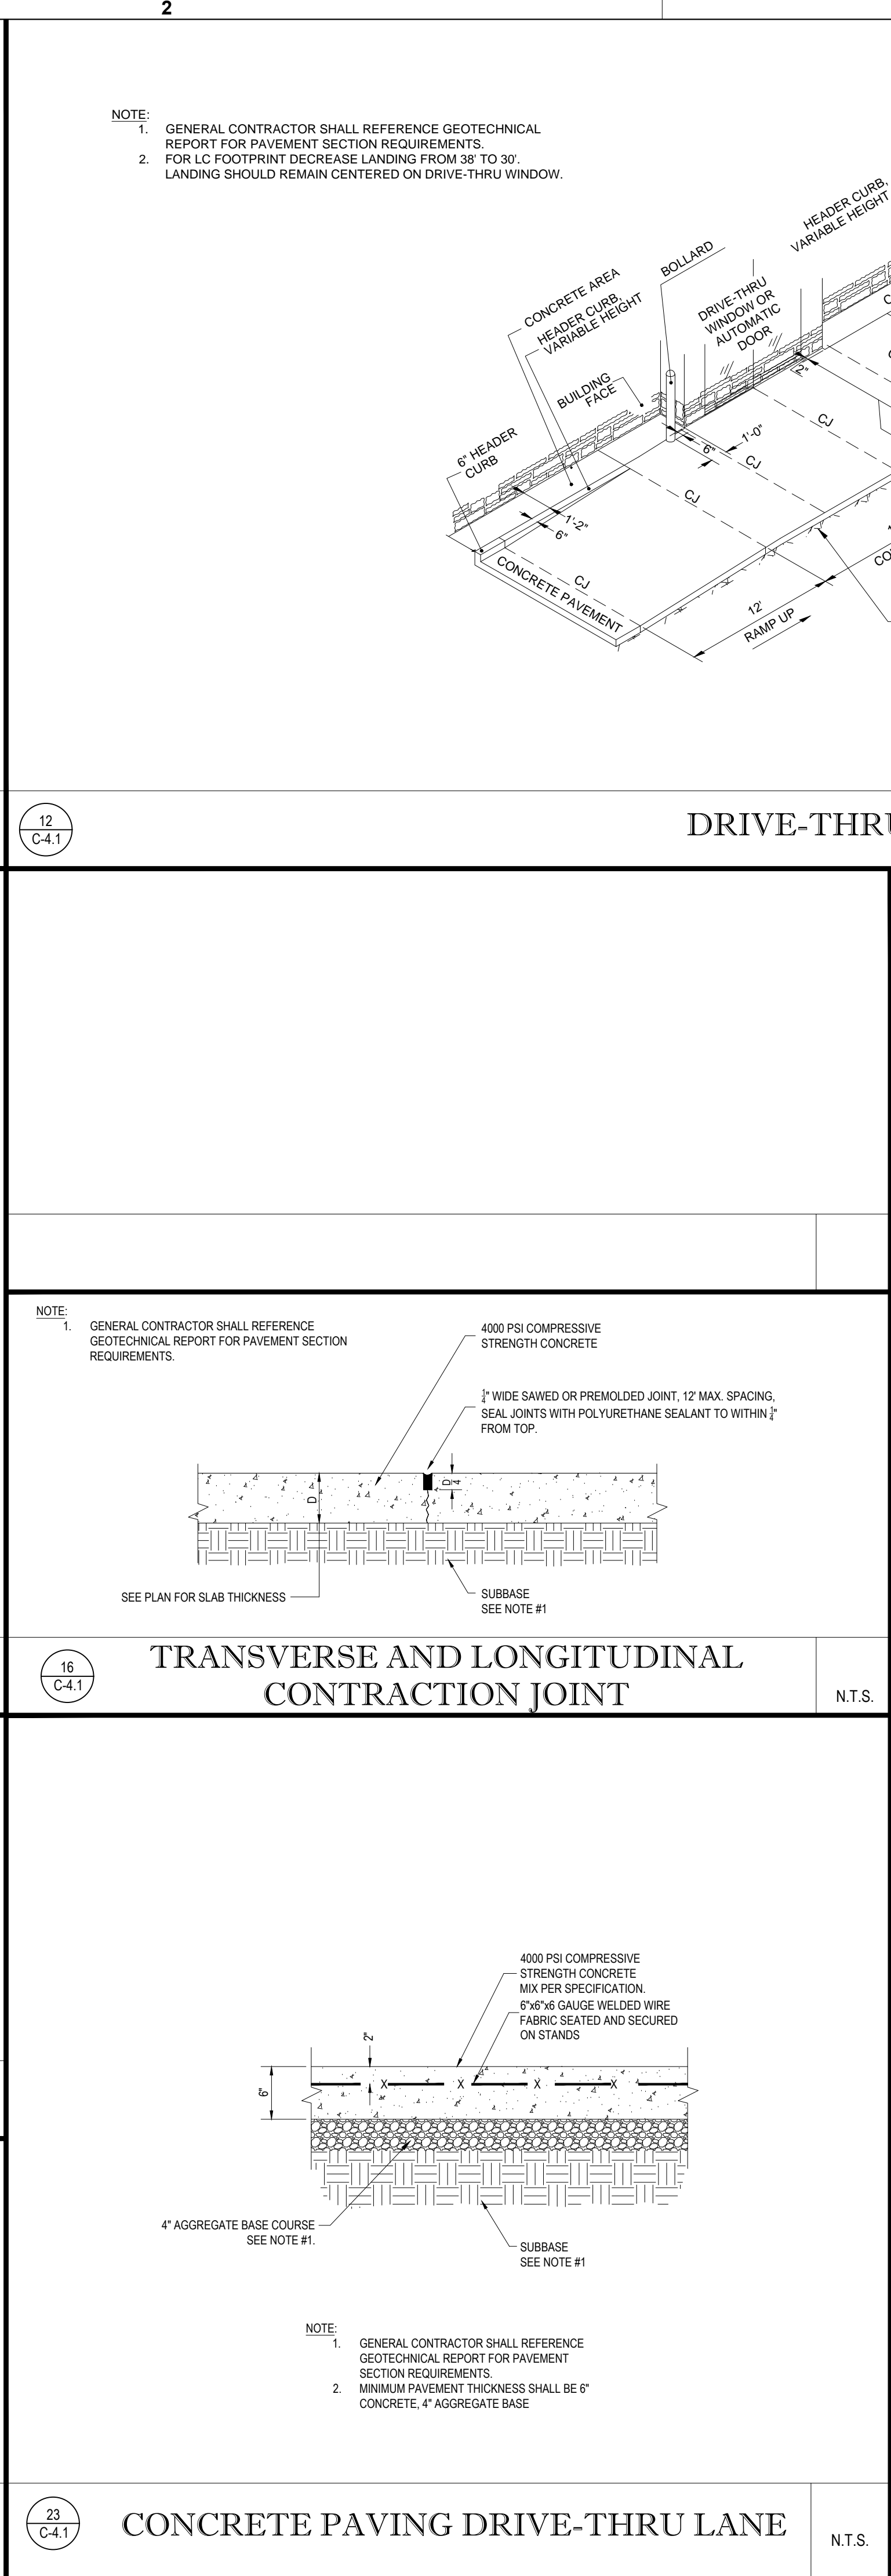 2
NOTE:
1. GENERAL CONTRACTOR SHALL REFERENCE GEOTECHNICAL
REPORT FOR PAVEMENT SECTION REQUIREMENTS.
2. FOR LC FOOTPRINT DECREASE LANDING FROM 38' TO 30'.
LANDING SHOULD REMAIN CENTERED ON DRIVE-THRU WINDOW.
HEADER CURB,
VARIABLE HEIGHT
BOLLARD
CONCRETE AREA
HEADER CURB,
VARIABLE HEIGHT
DRIVE-THRU
WINDOW OR
AUTOMATIC
DOOR
2"
BUILDING
FACE
6" HEADER
CURB
CJ
1'-0"
6"
CJ
CJ
1'-2"
6"
CJ
CONCRETE PAVEMENT
12'
RAMP UP
12
C-4.1
DRIVE-THRU
NOTE:
1. GENERAL CONTRACTOR SHALL REFERENCE
GEOTECHNICAL REPORT FOR PAVEMENT SECTION
REQUIREMENTS.
4000 PSI COMPRESSIVE
STRENGTH CONCRETE
1/4" WIDE SAWED OR PREMOLDED JOINT, 12' MAX. SPACING,
SEAL JOINTS WITH POLYURETHANE SEALANT TO WITHIN 1/4"
FROM TOP.
D
D/4
SEE PLAN FOR SLAB THICKNESS
SUBBASE
SEE NOTE #1
16
C-4.1
TRANSVERSE AND LONGITUDINAL
CONTRACTION JOINT
N.T.S.
4000 PSI COMPRESSIVE
STRENGTH CONCRETE
MIX PER SPECIFICATION.
6"x6"x6 GAUGE WELDED WIRE
FABRIC SEATED AND SECURED
ON STANDS
2"
6"
X X X X
4" AGGREGATE BASE COURSE
SEE NOTE #1.
SUBBASE
SEE NOTE #1
NOTE:
1. GENERAL CONTRACTOR SHALL REFERENCE
GEOTECHNICAL REPORT FOR PAVEMENT
SECTION REQUIREMENTS.
2. MINIMUM PAVEMENT THICKNESS SHALL BE 6"
CONCRETE, 4" AGGREGATE BASE
23
C-4.1
CONCRETE PAVING DRIVE-THRU LANE
N.T.S.